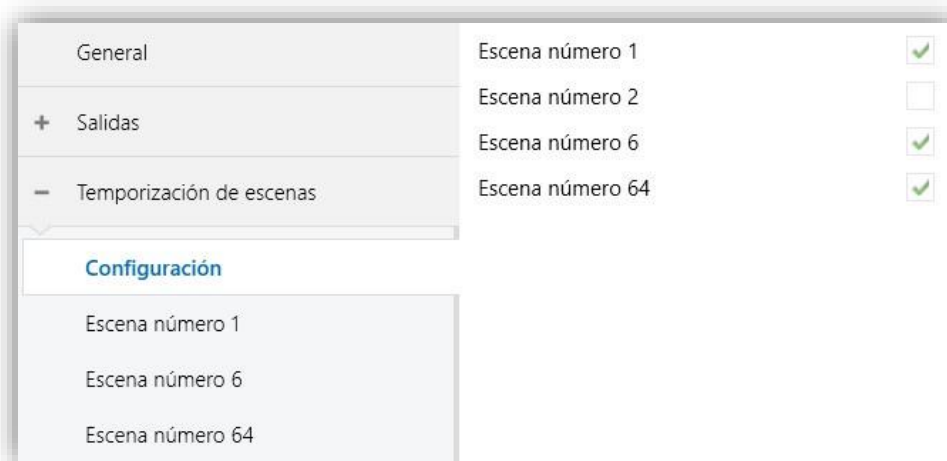 General
+ Salidas
− Temporización de escenas
Configuración
Escena número 1
Escena número 6
Escena número 64
Escena número 1
Escena número 2
Escena número 6
Escena número 64